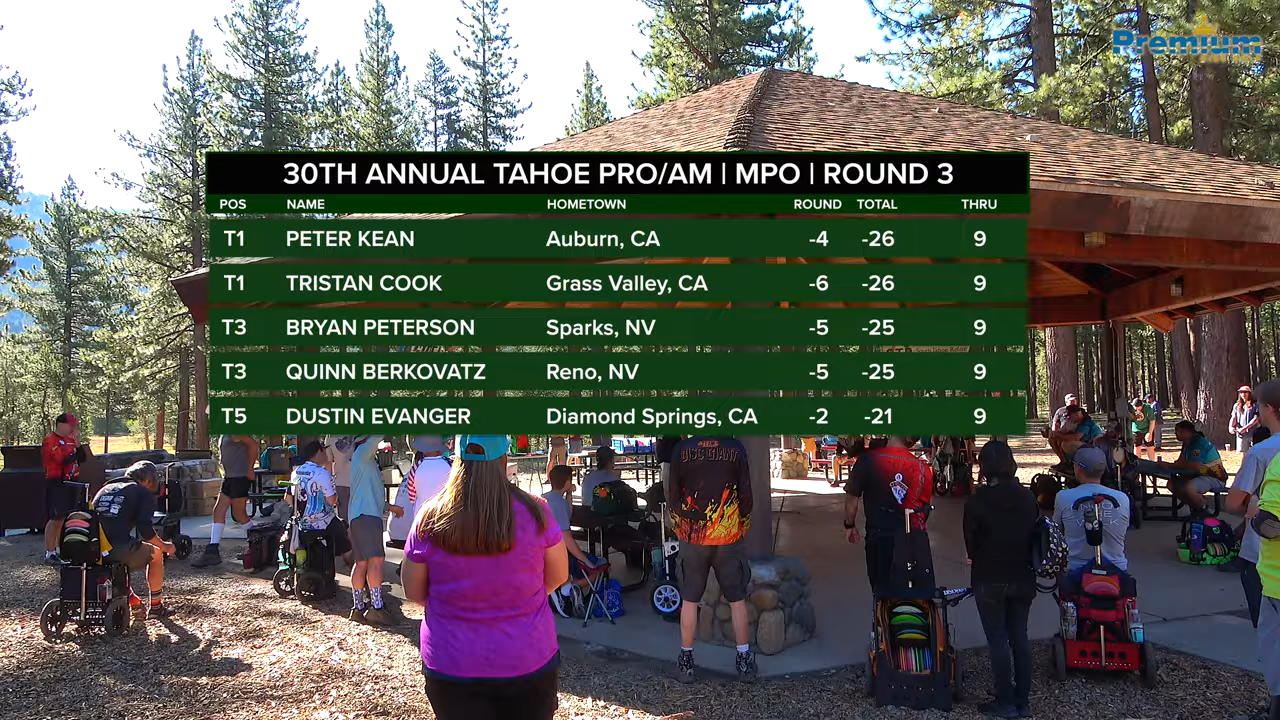 Premium
30TH ANNUAL TAHOE PRO/AM | MPO | ROUND 3
POS NAME HOMETOWN ROUND TOTAL THRU
T1 PETER KEAN Auburn, CA -4 -26 9
T1 TRISTAN COOK Grass Valley, CA -6 -26 9
T3 BRYAN PETERSON Sparks, NV -5 -25 9
T3 QUINN BERKOVATZ Reno, NV -5 -25 9
T5 DUSTIN EVANGER Diamond Springs, CA -2 -21 9
DISC GIANT